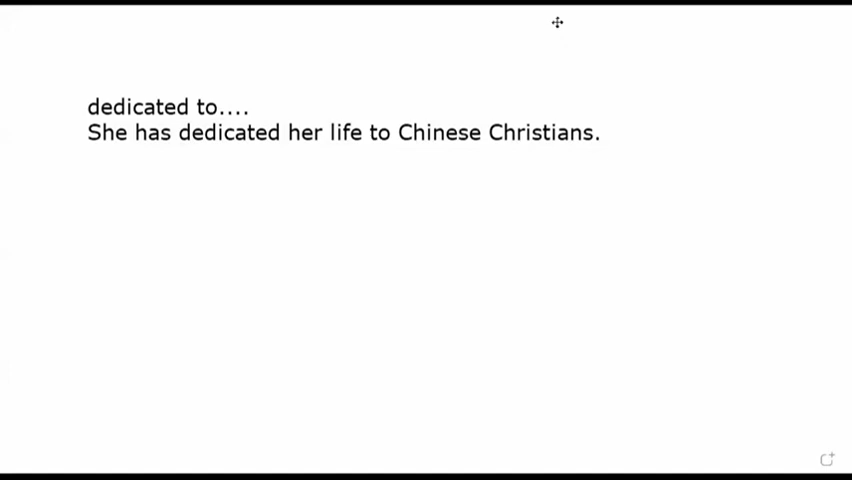 dedicated to....
She has dedicated her life to Chinese Christians.